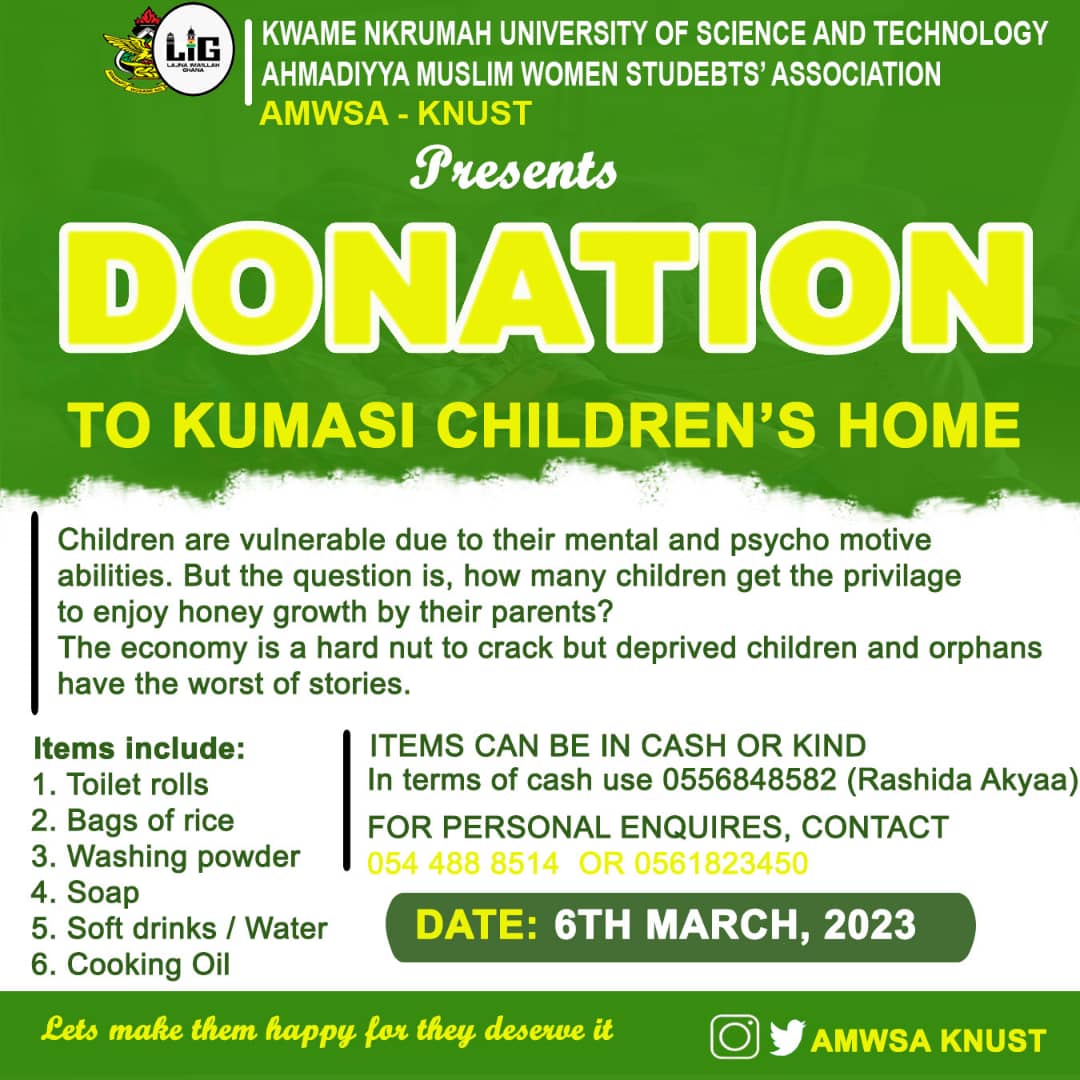 LiG
LAJNA IMAILLAH
GHANA
KWAME NKRUMAH UNIVERSITY OF SCIENCE AND TECHNOLOGY
AHMADIYYA MUSLIM WOMEN STUDEBTS' ASSOCIATION
AMWSA - KNUST
Presents
DONATION
TO KUMASI CHILDREN'S HOME
Children are vulnerable due to their mental and psycho motive
abilities. But the question is, how many children get the privilage
to enjoy honey growth by their parents?
The economy is a hard nut to crack but deprived children and orphans
have the worst of stories.
Items include:
1. Toilet rolls
2. Bags of rice
3. Washing powder
4. Soap
5. Soft drinks / Water
6. Cooking Oil
ITEMS CAN BE IN CASH OR KIND
In terms of cash use 0556848582 (Rashida Akyaa)
FOR PERSONAL ENQUIRES, CONTACT
054 488 8514 OR 0561823450
DATE: 6TH MARCH, 2023
Lets make them happy for they deserve it
AMWSA KNUST